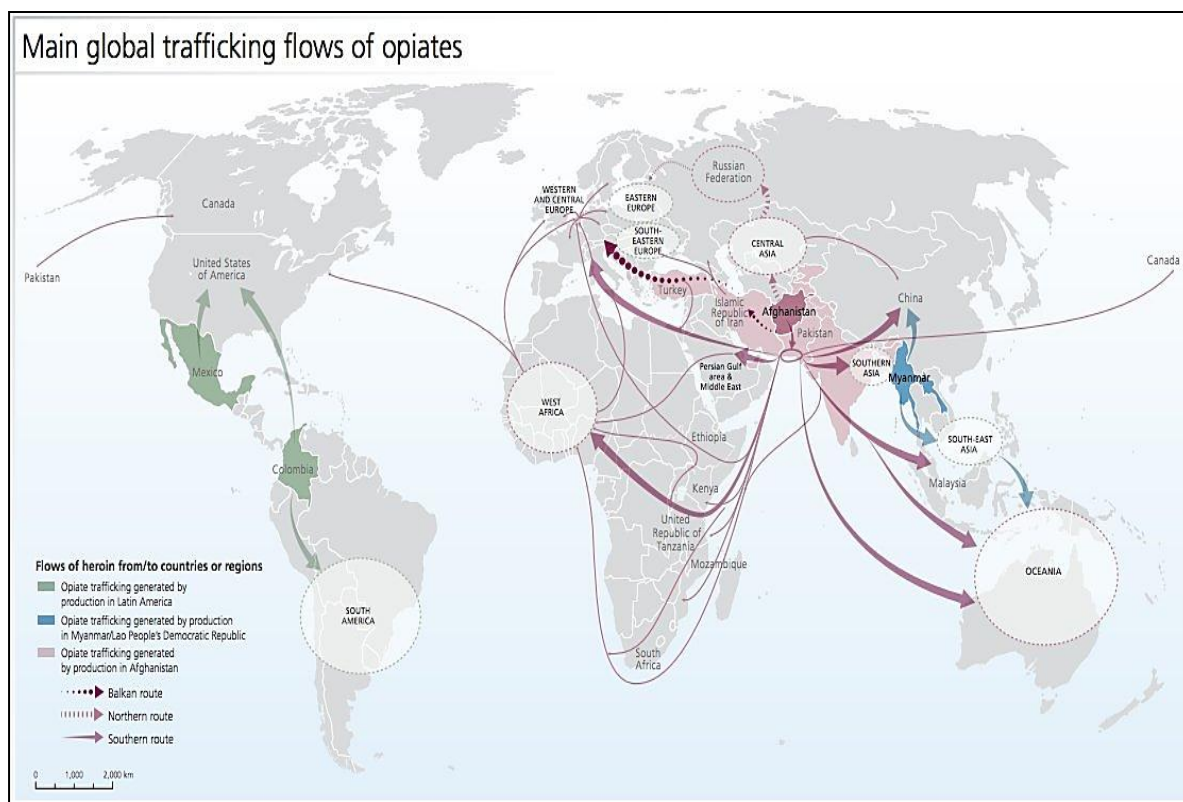 Main global trafficking flows of opiates
Canada
United States
of America
Pakistan
Mexico
Colombia
SOUTH
AMERICA
WESTERN
AND CENTRAL
EUROPE
EASTERN
EUROPE
SOUTH-
EASTERN
EUROPE
Russian
Federation
CENTRAL
ASIA
Turkey
Islamic
Republic
of Iran
Afghanistan
Pakistan
China
Canada
Persian Gulf
area &
Middle East
SOUTHERN
ASIA
Myanmar
WEST
AFRICA
Ethiopia
Kenya
United
Republic of
Tanzania
Mozambique
South
Africa
SOUTH-EAST
ASIA
Malaysia
OCEANIA
Flows of heroin from/to countries or regions
Opiate trafficking generated by
production in Latin America
Opiate trafficking generated by production
in Myanmar/Lao People's Democratic Republic
Opiate trafficking generated
by production in Afghanistan
Balkan route
Northern route
Southern route
0 1,000 2,000 km